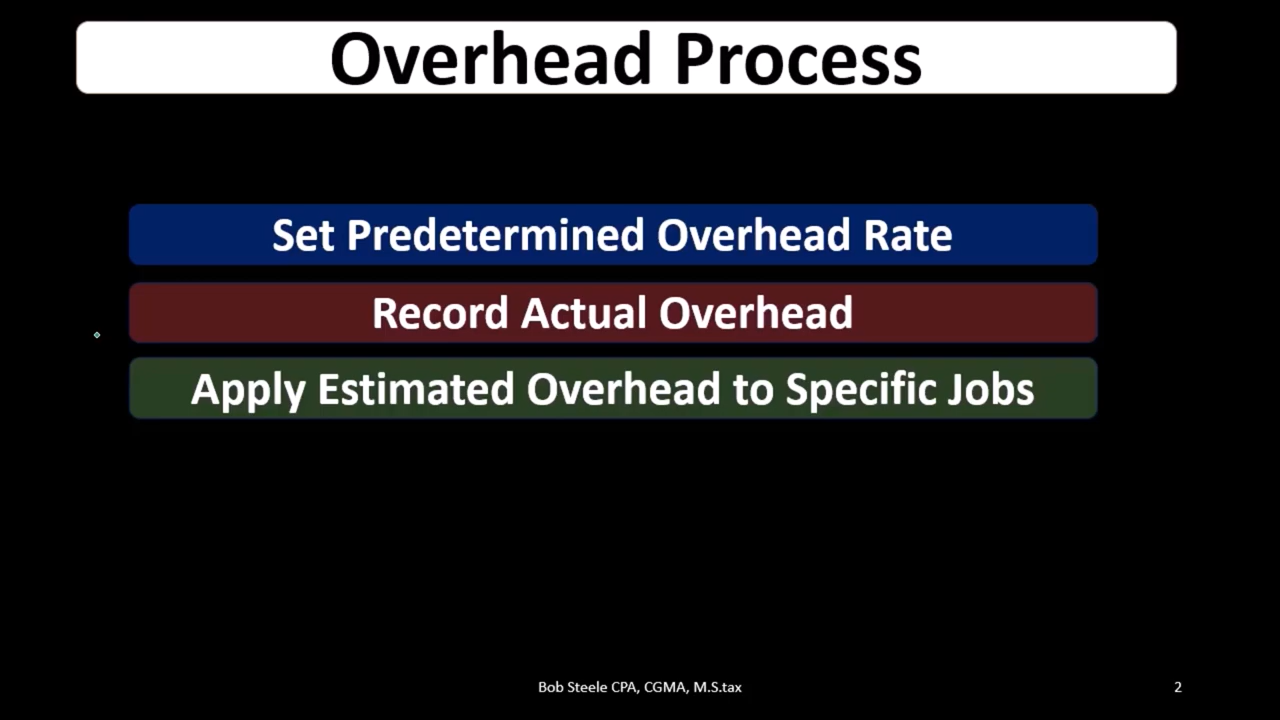 Overhead Process
Set Predetermined Overhead Rate
Record Actual Overhead
Apply Estimated Overhead to Specific Jobs
Bob Steele CPA, CGMA, M.S.tax
2